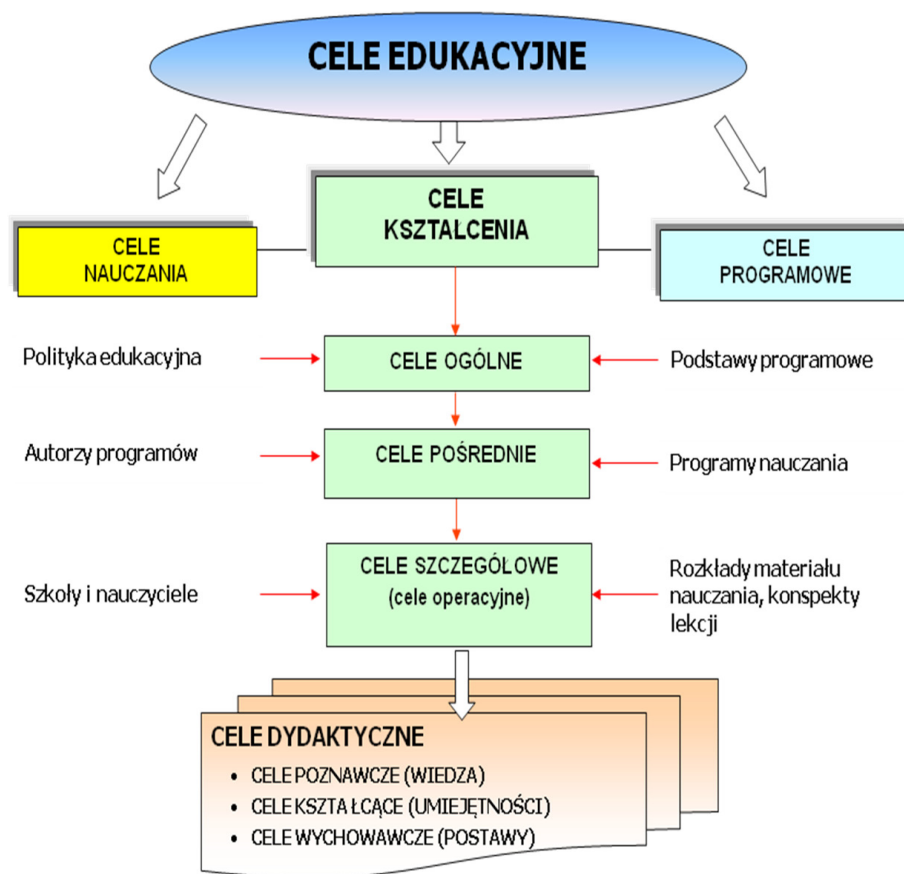 CELE EDUKACYJNE
CELE
KSZTAŁCENIA
CELE
NAUCZANIA
CELE
PROGRAMOWE
Polityka edukacyjna
CELE OGÓLNE
Podstawy programowe
Autorzy programów
CELE POŚREDNIE
Programy nauczania
Szkoły i nauczyciele
CELE SZCZEGÓŁOWE
(cele operacyjne)
Rozkłady materiału
nauczania, konspekty
lekcji
CELE DYDAKTYCZNE
• CELE POZNAWCZE (WIEDZA)
• CELE KSZTAŁCĄCE (UMIEJĘTNOŚCI)
• CELE WYCHOWAWCZE (POSTAWY)